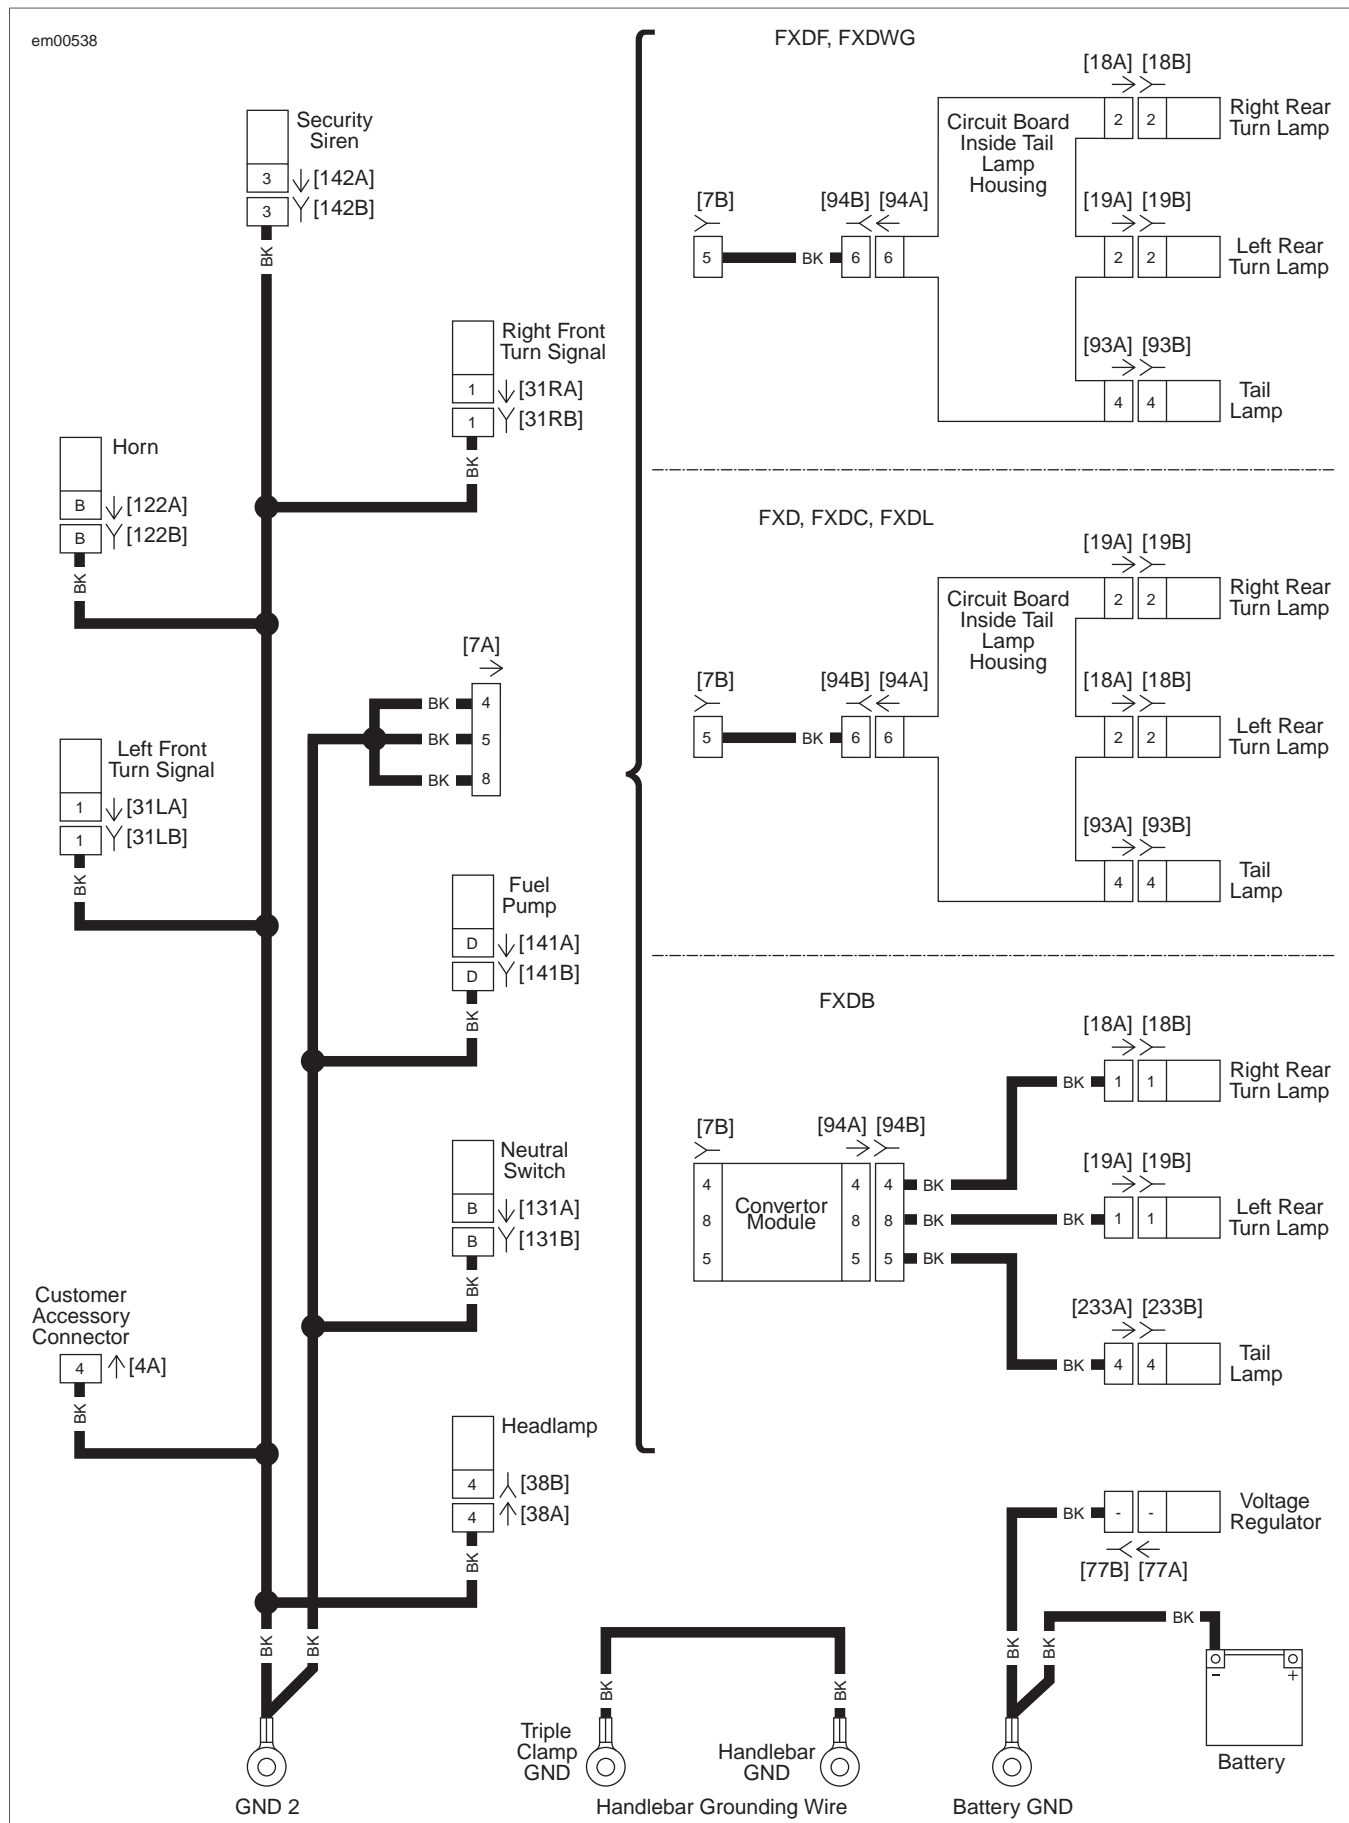 em00538
Security
Siren
3
[142A]
3
[142B]
BK
Right Front
Turn Signal
1
[31RA]
1
[31RB]
BK
Horn
B
[122A]
B
[122B]
BK
[7A]
BK
4
BK
5
BK
8
Left Front
Turn Signal
1
[31LA]
1
[31LB]
BK
Fuel
Pump
D
[141A]
D
[141B]
BK
Neutral
Switch
B
[131A]
B
[131B]
BK
Customer
Accessory
Connector
4
[4A]
BK
Headlamp
4
[38B]
4
[38A]
BK
BK
BK
GND 2
FXDF, FXDWG
[18A] [18B]
Circuit Board
Inside Tail
Lamp
Housing
2 2
Right Rear
Turn Lamp
[7B]
[94B] [94A]
[19A] [19B]
5
BK
6 6
2 2
Left Rear
Turn Lamp
[93A] [93B]
4 4
Tail
Lamp
FXD, FXDC, FXDL
[19A] [19B]
Circuit Board
Inside Tail
Lamp
Housing
2 2
Right Rear
Turn Lamp
[7B]
[94B] [94A]
[18A] [18B]
5
BK
6 6
2 2
Left Rear
Turn Lamp
[93A] [93B]
4 4
Tail
Lamp
FXDB
[18A] [18B]
BK
1 1
Right Rear
Turn Lamp
[7B]
[94A] [94B]
[19A] [19B]
4
4 4
BK
Convertor
Module
8
8 8
BK
BK
1 1
Left Rear
Turn Lamp
5
5 5
BK
[233A] [233B]
BK
4 4
Tail
Lamp
BK
- -
Voltage
Regulator
[77B] [77A]
BK
BK
BK
- +
Battery
Battery GND
BK
BK
Triple
Clamp
GND
Handlebar
GND
Handlebar Grounding Wire